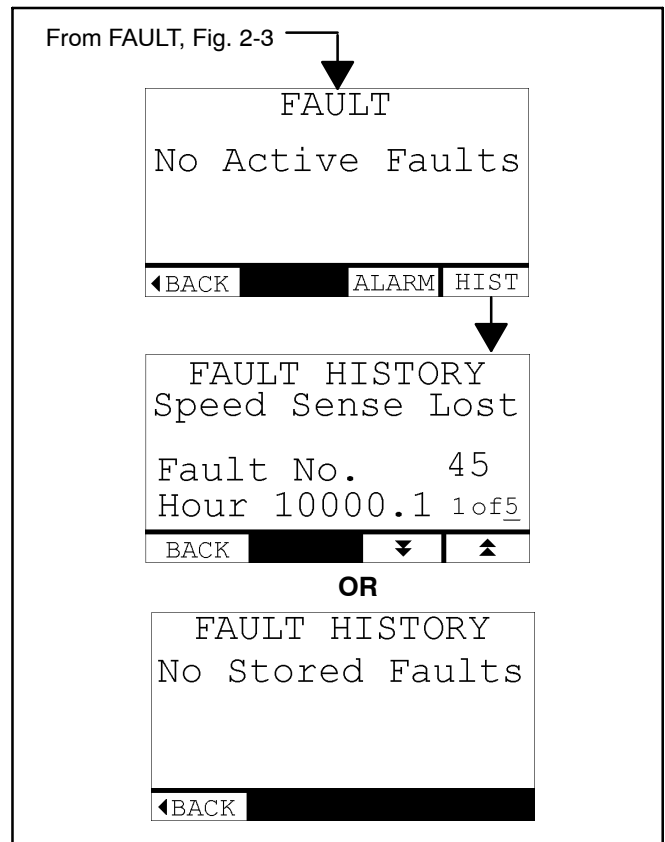 From FAULT, Fig. 2-3
FAULT
No Active Faults
◀BACK ALARM HIST
FAULT HISTORY
Speed Sense Lost
Fault No. 45
Hour 10000.1 1of5
BACK
OR
FAULT HISTORY
No Stored Faults
◀BACK